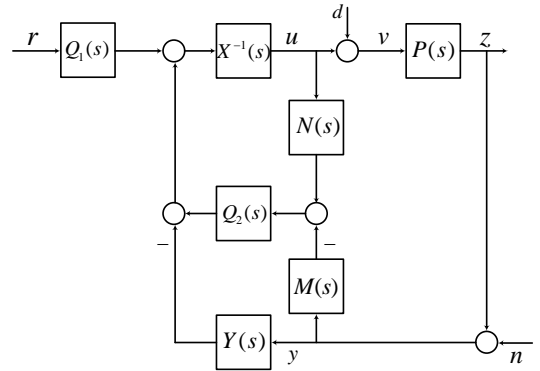 d
r Q₁(s) X⁻¹(s) u v P(s) z
N(s)
Q₂(s)
− −
M(s)
Y(s) y n